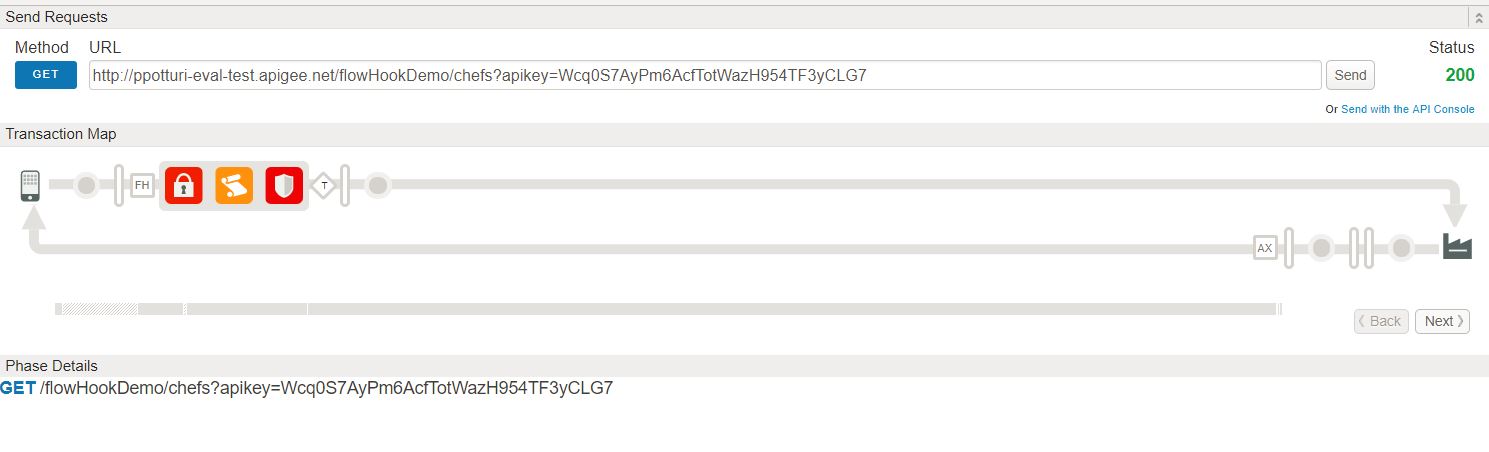 Send Requests
Method URL Status
GET http://ppotturi-eval-test.apigee.net/flowHookDemo/chefs?apikey=Wcq0S7AyPm6AcfTotWazH954TF3yCLG7 Send 200
Or Send with the API Console
Transaction Map
FH T
AX
Back Next
Phase Details
GET /flowHookDemo/chefs?apikey=Wcq0S7AyPm6AcfTotWazH954TF3yCLG7